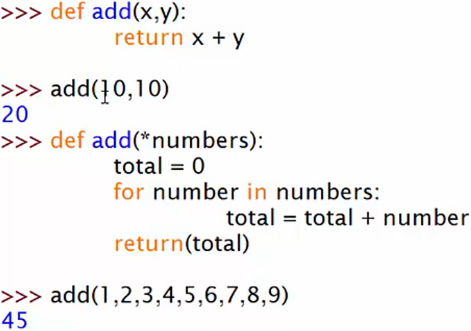 >>> def add(x,y):
return x + y
>>> add(10,10)
20
>>> def add(*numbers):
total = 0
for number in numbers:
total = total + number
return(total)
>>> add(1,2,3,4,5,6,7,8,9)
45